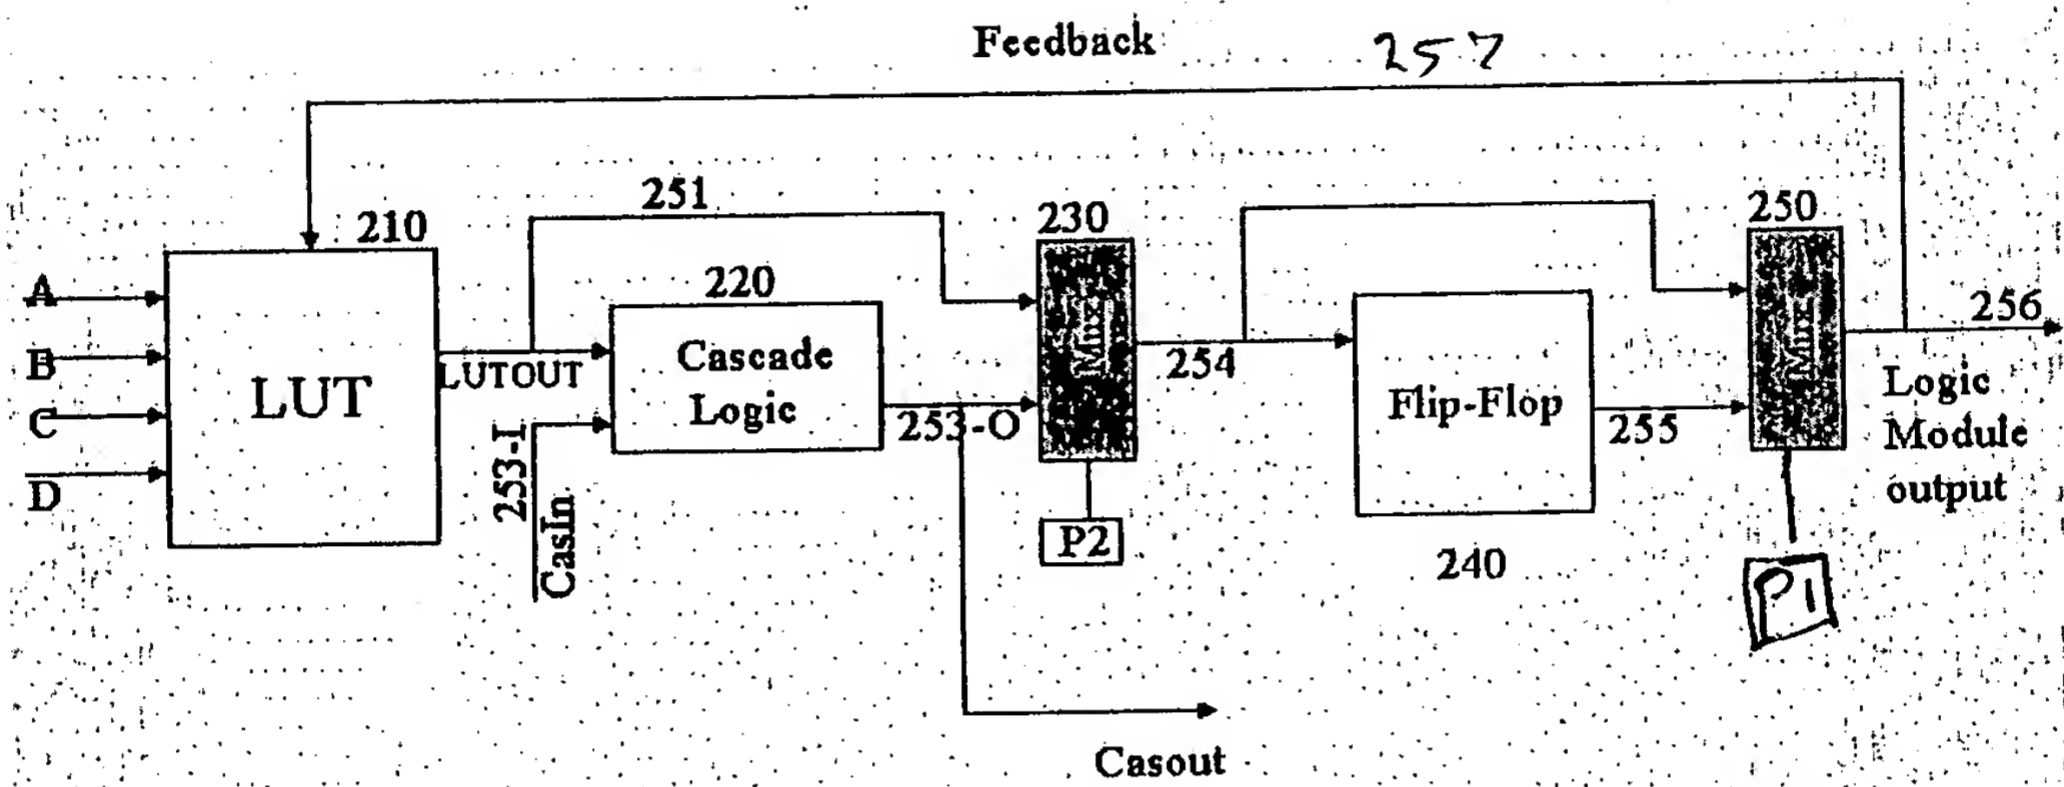 Feedback 257
251
210
230
250
A
220
256
B
LUT
LUTOUT
Cascade
Logic
Mux
254
Flip-Flop
Mux
Logic
Module
output
C
253-O
255
D
253-I
CasIn
P2
240
P1
Casout